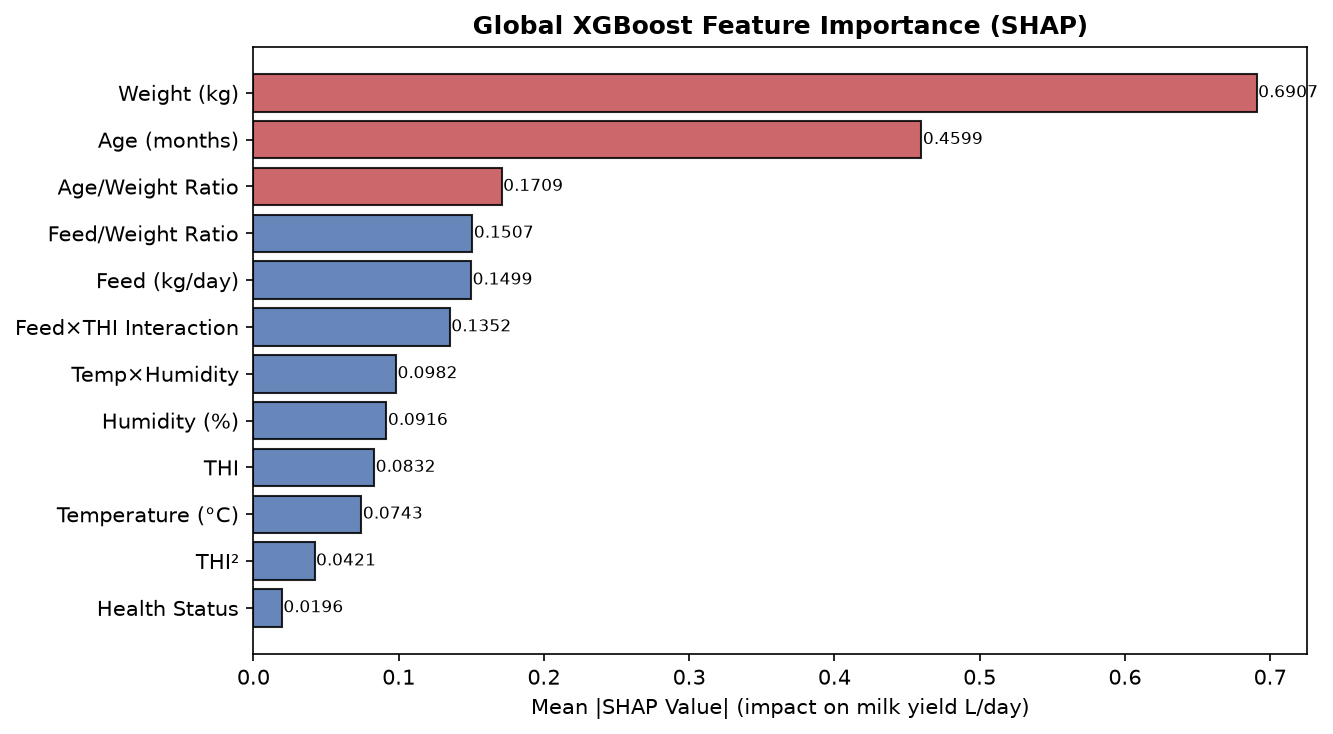 Global XGBoost Feature Importance (SHAP)
Weight (kg) 0.6907
Age (months) 0.4599
Age/Weight Ratio 0.1709
Feed/Weight Ratio 0.1507
Feed (kg/day) 0.1499
Feed×THI Interaction 0.1352
Temp×Humidity 0.0982
Humidity (%) 0.0916
THI 0.0832
Temperature (°C) 0.0743
THI² 0.0421
Health Status 0.0196
0.0 0.1 0.2 0.3 0.4 0.5 0.6 0.7
Mean |SHAP Value| (impact on milk yield L/day)